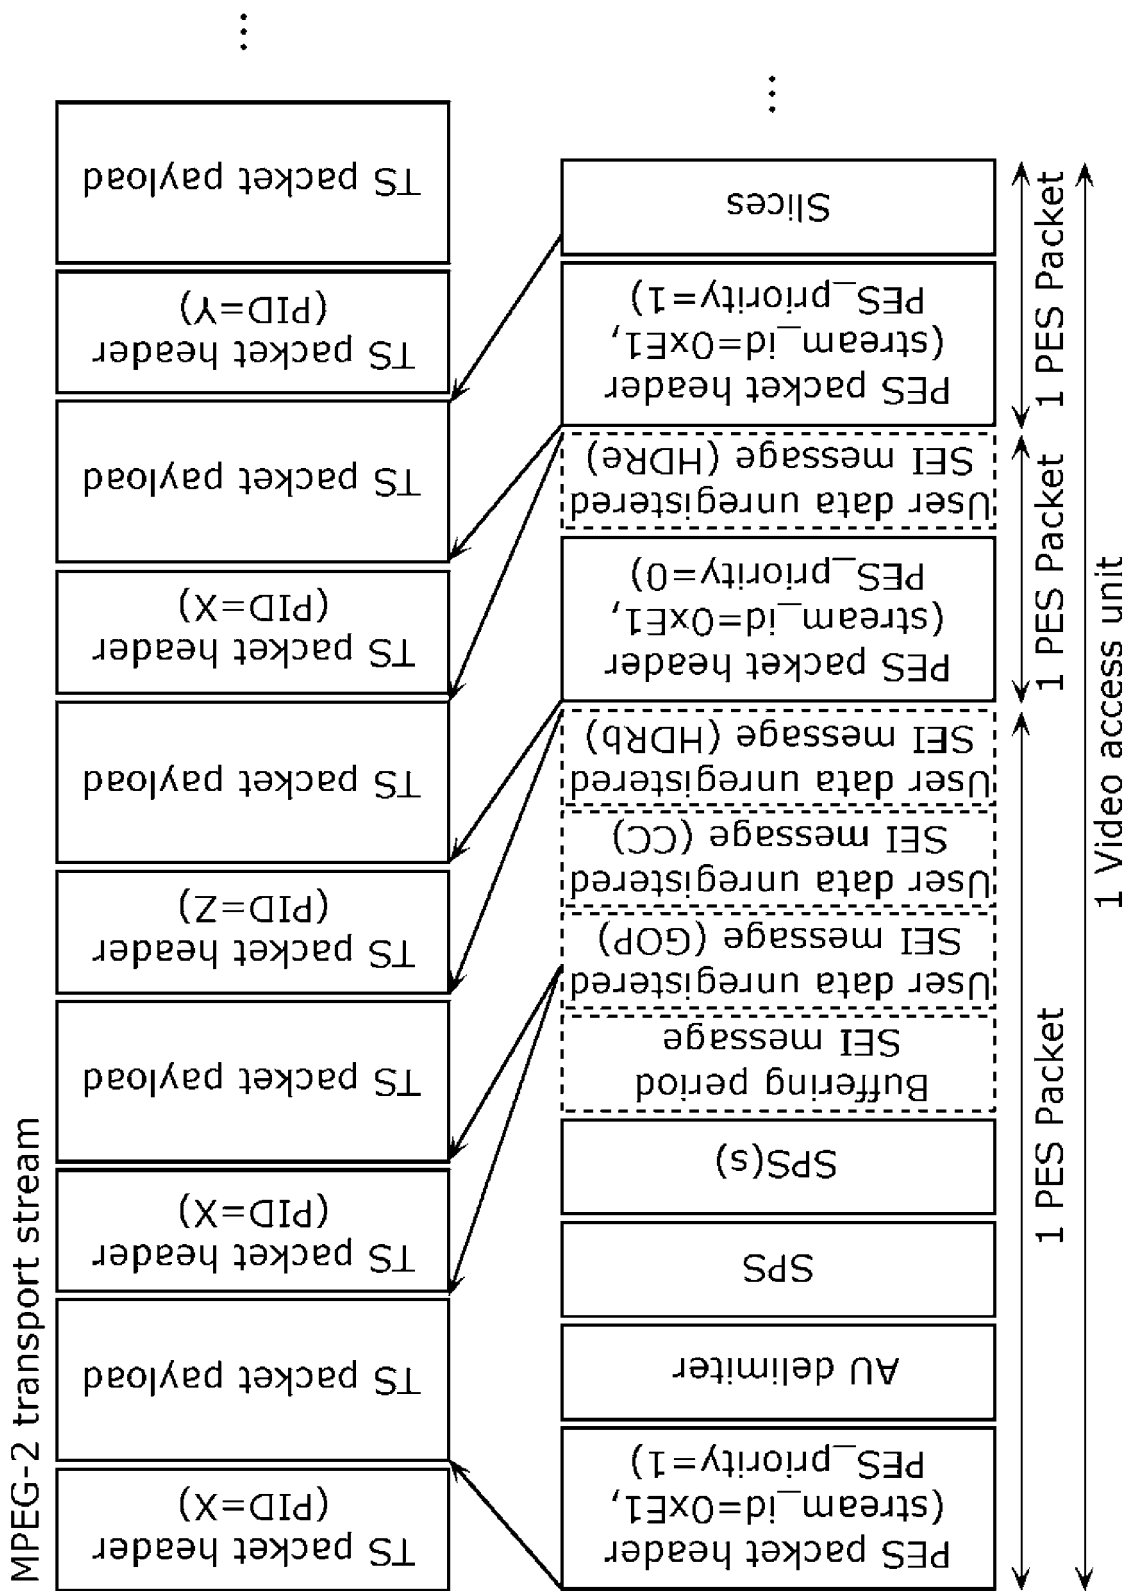 MPEG-2 transport stream
TS packet header
(PID=X)
TS packet payload
TS packet header
(PID=X)
TS packet payload
TS packet header
(PID=Z)
TS packet payload
TS packet header
(PID=X)
TS packet payload
TS packet header
(PID=Y)
TS packet payload
...
PES packet header
(stream_id=0xE1,
PES_priority=1)
AU delimiter
SPS
SPS(s)
Buffering period
SEI message
User data unregistered
SEI message (GOP)
User data unregistered
SEI message (CC)
User data unregistered
SEI message (HDRb)
PES packet header
(stream_id=0xE1,
PES_priority=0)
User data unregistered
SEI message (HDRe)
PES packet header
(stream_id=0xE1,
PES_priority=1)
Slices
...
1 PES Packet
1 PES Packet
1 PES Packet
1 Video access unit